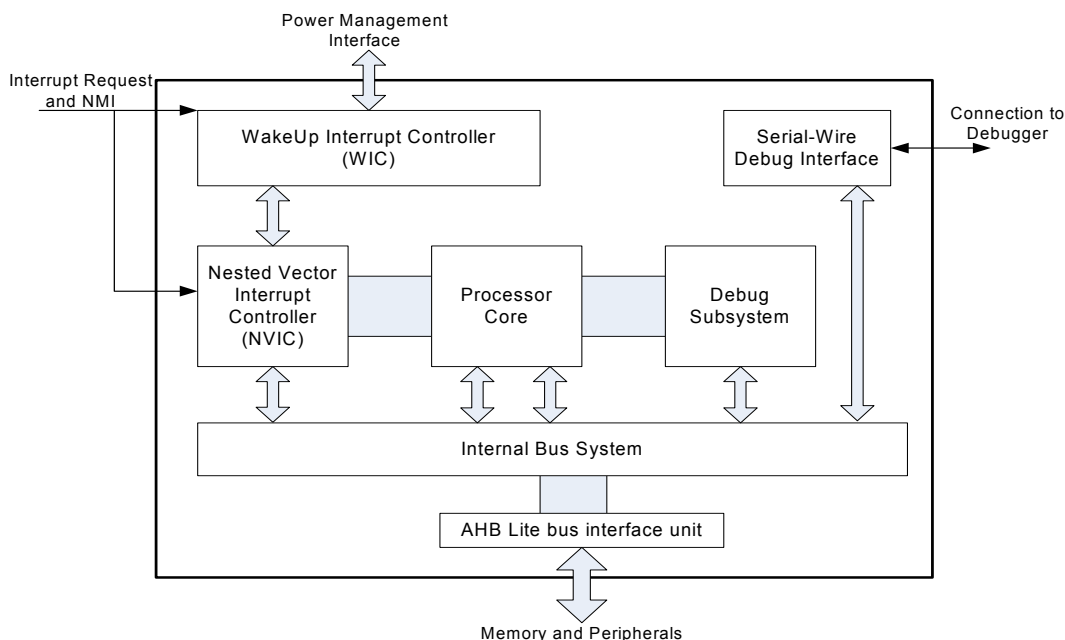 Power Management
Interface
Interrupt Request
and NMI
WakeUp Interrupt Controller
(WIC)
Serial-Wire
Debug Interface
Connection to
Debugger
Nested Vector
Interrupt
Controller
(NVIC)
Processor
Core
Debug
Subsystem
Internal Bus System
AHB Lite bus interface unit
Memory and Peripherals